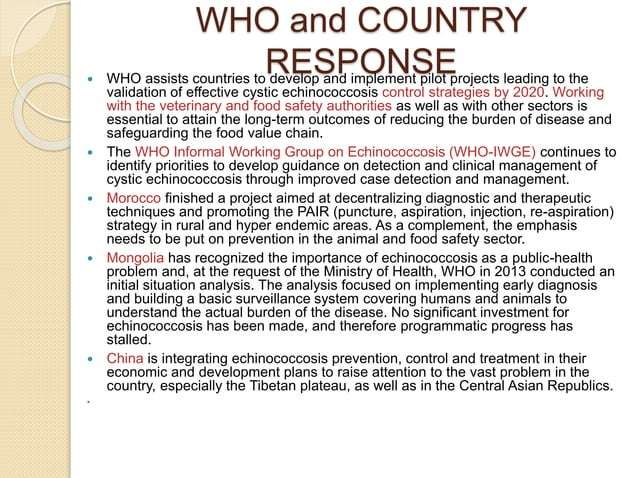 WHO and COUNTRY
RESPONSE
• WHO assists countries to develop and implement pilot projects leading to the
validation of effective cystic echinococcosis control strategies by 2020. Working
with the veterinary and food safety authorities as well as with other sectors is
essential to attain the long-term outcomes of reducing the burden of disease and
safeguarding the food value chain.
• The WHO Informal Working Group on Echinococcosis (WHO-IWGE) continues to
identify priorities to develop guidance on detection and clinical management of
cystic echinococcosis through improved case detection and management.
• Morocco finished a project aimed at decentralizing diagnostic and therapeutic
techniques and promoting the PAIR (puncture, aspiration, injection, re-aspiration)
strategy in rural and hyper endemic areas. As a complement, the emphasis
needs to be put on prevention in the animal and food safety sector.
• Mongolia has recognized the importance of echinococcosis as a public-health
problem and, at the request of the Ministry of Health, WHO in 2013 conducted an
initial situation analysis. The analysis focused on implementing early diagnosis
and building a basic surveillance system covering humans and animals to
understand the actual burden of the disease. No significant investment for
echinococcosis has been made, and therefore programmatic progress has
stalled.
• China is integrating echinococcosis prevention, control and treatment in their
economic and development plans to raise attention to the vast problem in the
country, especially the Tibetan plateau, as well as in the Central Asian Republics.
•